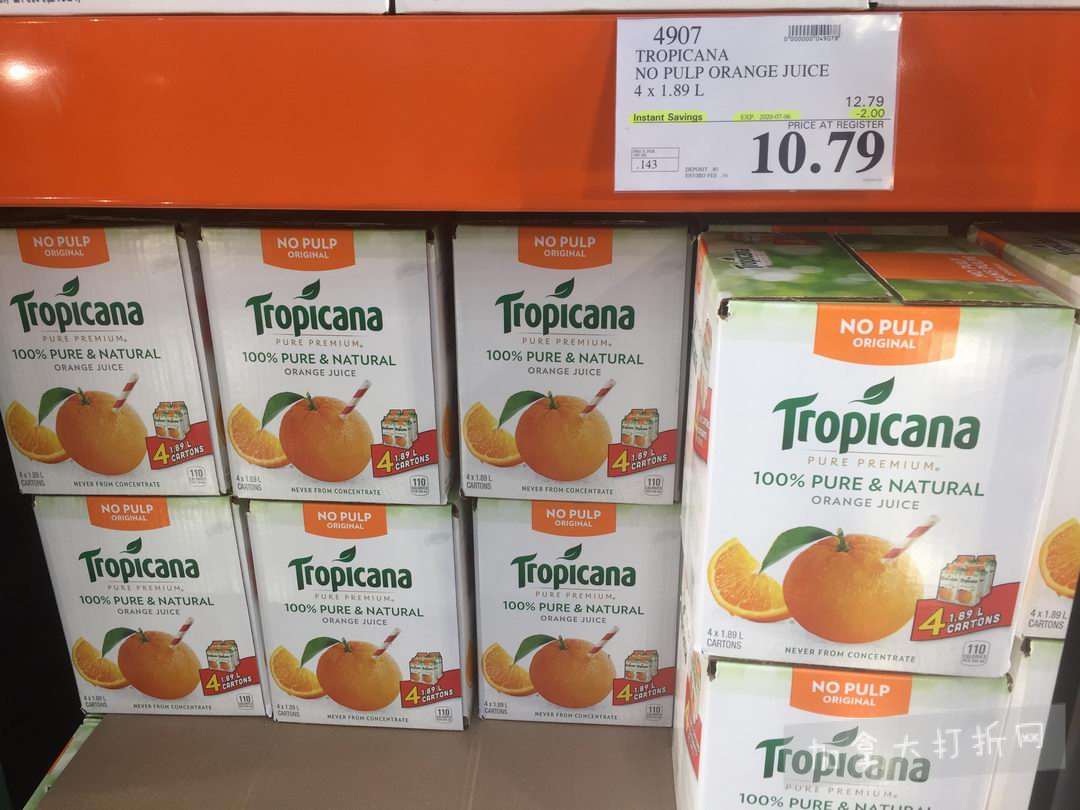 4907
TROPICANA
NO PULP ORANGE JUICE
4 x 1.89 L
12.79
Instant Savings EXP. 2020-07-06 -2.00
PRICE AT REGISTER
10.79
.143
DEPOSIT .40
NO PULP
ORIGINAL
Tropicana
PURE PREMIUM
100% PURE & NATURAL
ORANGE JUICE
4 1.89 L
CARTONS
4 x 1.89 L
CARTONS
NEVER FROM CONCENTRATE
110
NO PULP
ORIGINAL
Tropicana
PURE PREMIUM
100% PURE & NATURAL
ORANGE JUICE
4 1.89 L
CARTONS
4 x 1.89 L
CARTONS
NEVER FROM CONCENTRATE
110
NO PULP
ORIGINAL
Tropicana
PURE PREMIUM
100% PURE & NATURAL
ORANGE JUICE
4 1.89 L
CARTONS
4 x 1.89 L
CARTONS
NEVER FROM CONCENTRATE
110
NO PULP
ORIGINAL
Tropicana
PURE PREMIUM®
100% PURE & NATURAL
ORANGE JUICE
4 1.89 L
CARTONS
4 x 1.89 L
CARTONS
NEVER FROM CONCENTRATE
110
4 x 1.89 L
CARTONS
NO PULP
ORIGINAL
Tropicana
PURE PREMIUM
100% PURE & NATURAL
ORANGE JUICE
4 1.89 L
CARTONS
4 x 1.89 L
CARTONS
NEVER FROM CONCENTRATE
110
NO PULP
ORIGINAL
Tropicana
PURE PREMIUM
100% PURE & NATURAL
ORANGE JUICE
4 1.89 L
CARTONS
4 x 1.89 L
CARTONS
NEVER FROM CONCENTRATE
110
NO PULP
ORIGINAL
Tropicana
PURE PREMIUM
100% PURE & NATURAL
ORANGE JUICE
4 1.89 L
CARTONS
4 x 1.89 L
CARTONS
NEVER FROM CONCENTRATE
110
NO PULP
ORIGINAL
Tropicana
PURE PREMIUM
100% PURE & NATURAL
加拿大打折网